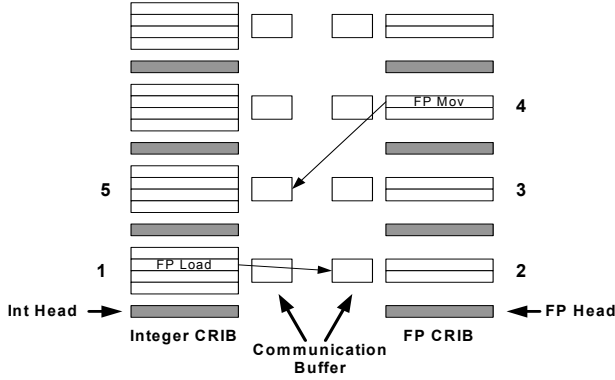 FP Mov
4
5
3
1
FP Load
2
Int Head
FP Head
Integer CRIB
FP CRIB
Communication
Buffer